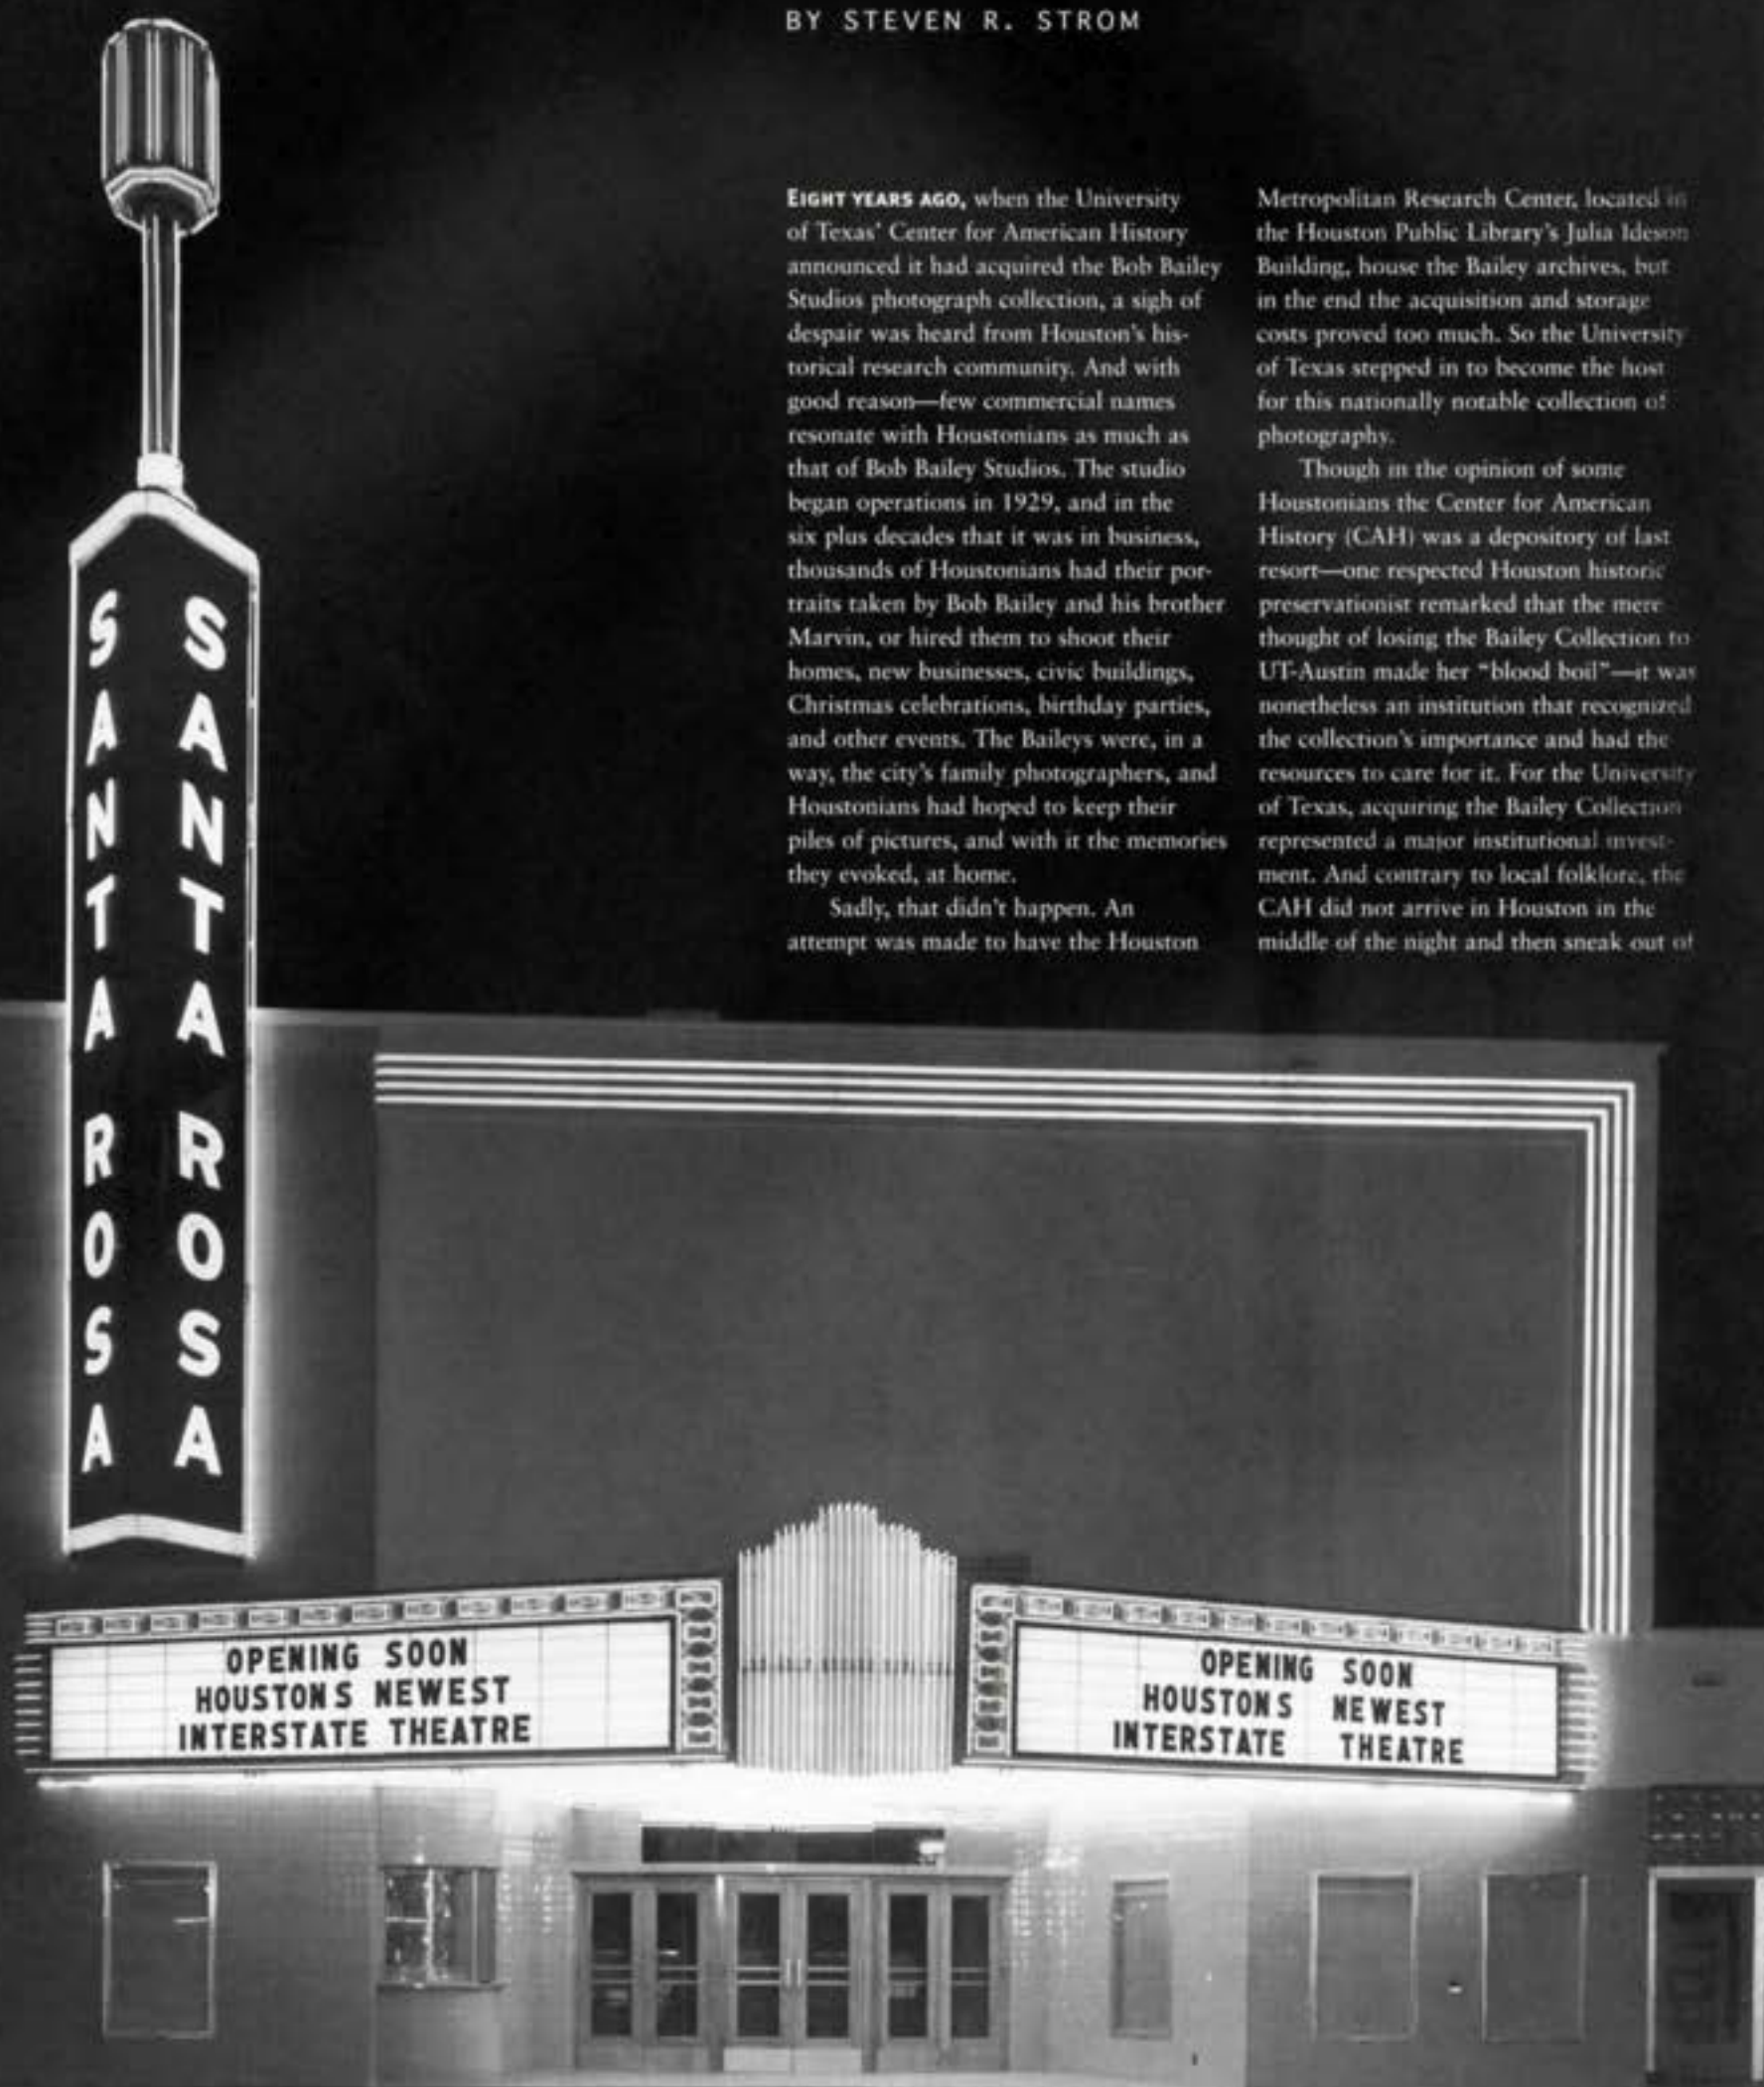 BY STEVEN R. STROM
EIGHT YEARS AGO, when the University
of Texas' Center for American History
announced it had acquired the Bob Bailey
Studios photograph collection, a sigh of
despair was heard from Houston's his-
torical research community. And with
good reason—few commercial names
resonate with Houstonians as much as
that of Bob Bailey Studios. The studio
began operations in 1929, and in the
six plus decades that it was in business,
thousands of Houstonians had their por-
traits taken by Bob Bailey and his brother
Marvin, or hired them to shoot their
homes, new businesses, civic buildings,
Christmas celebrations, birthday parties,
and other events. The Baileys were, in a
way, the city's family photographers, and
Houstonians had hoped to keep their
piles of pictures, and with it the memories
they evoked, at home.
Sadly, that didn't happen. An
attempt was made to have the Houston
Metropolitan Research Center, located in
the Houston Public Library's Julia Ideson
Building, house the Bailey archives, but
in the end the acquisition and storage
costs proved too much. So the University
of Texas stepped in to become the host
for this nationally notable collection of
photography.
Though in the opinion of some
Houstonians the Center for American
History (CAH) was a depository of last
resort—one respected Houston historic
preservationist remarked that the mere
thought of losing the Bailey Collection to
UT-Austin made her "blood boil"—it was
nonetheless an institution that recognized
the collection's importance and had the
resources to care for it. For the University
of Texas, acquiring the Bailey Collection
represented a major institutional invest-
ment. And contrary to local folklore, the
CAH did not arrive in Houston in the
middle of the night and then sneak out of
SANTA ROSA
SANTA ROSA
OPENING SOON
HOUSTONS NEWEST
INTERSTATE THEATRE
OPENING SOON
HOUSTONS NEWEST
INTERSTATE THEATRE